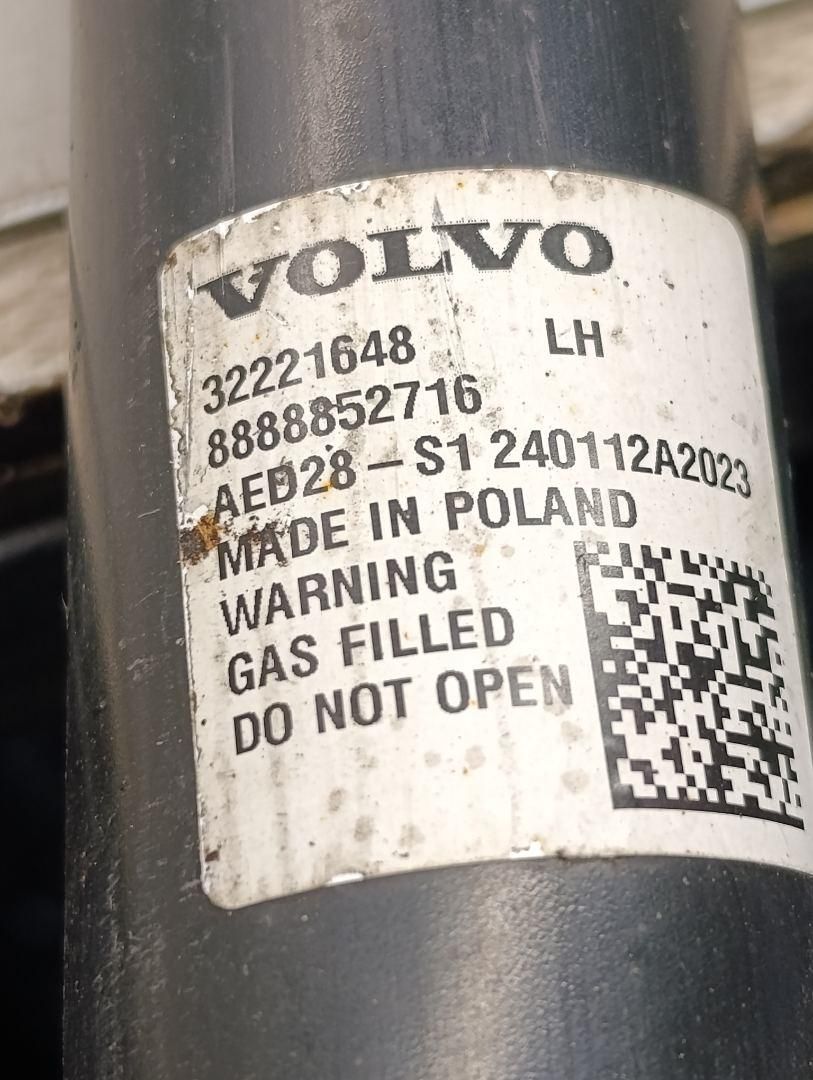 VOLVO
32221648 LH
8888852716
AED28 – S1 240112A2023
MADE IN POLAND
WARNING
GAS FILLED
DO NOT OPEN